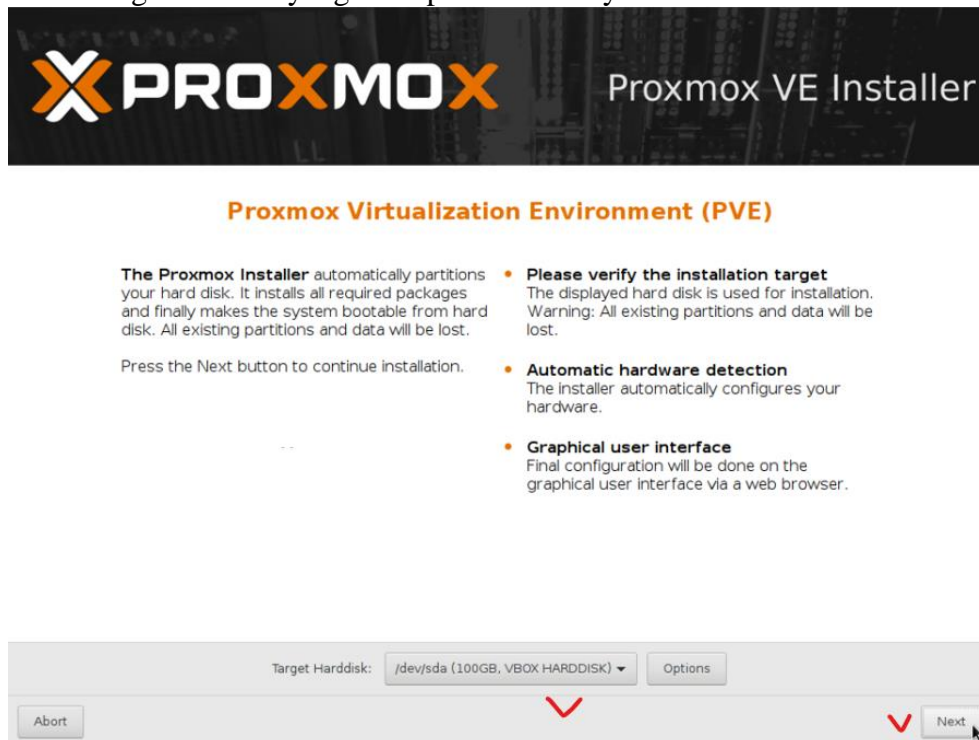 PROXMOX
Proxmox VE Installer
Proxmox Virtualization Environment (PVE)
The Proxmox Installer automatically partitions
your hard disk. It installs all required packages
and finally makes the system bootable from hard
disk. All existing partitions and data will be lost.
Press the Next button to continue installation.
Please verify the installation target
The displayed hard disk is used for installation.
Warning: All existing partitions and data will be
lost.
Automatic hardware detection
The installer automatically configures your
hardware.
Graphical user interface
Final configuration will be done on the
graphical user interface via a web browser.
Target Harddisk: /dev/sda (100GB, VBOX HARDDISK) Options
Abort Next